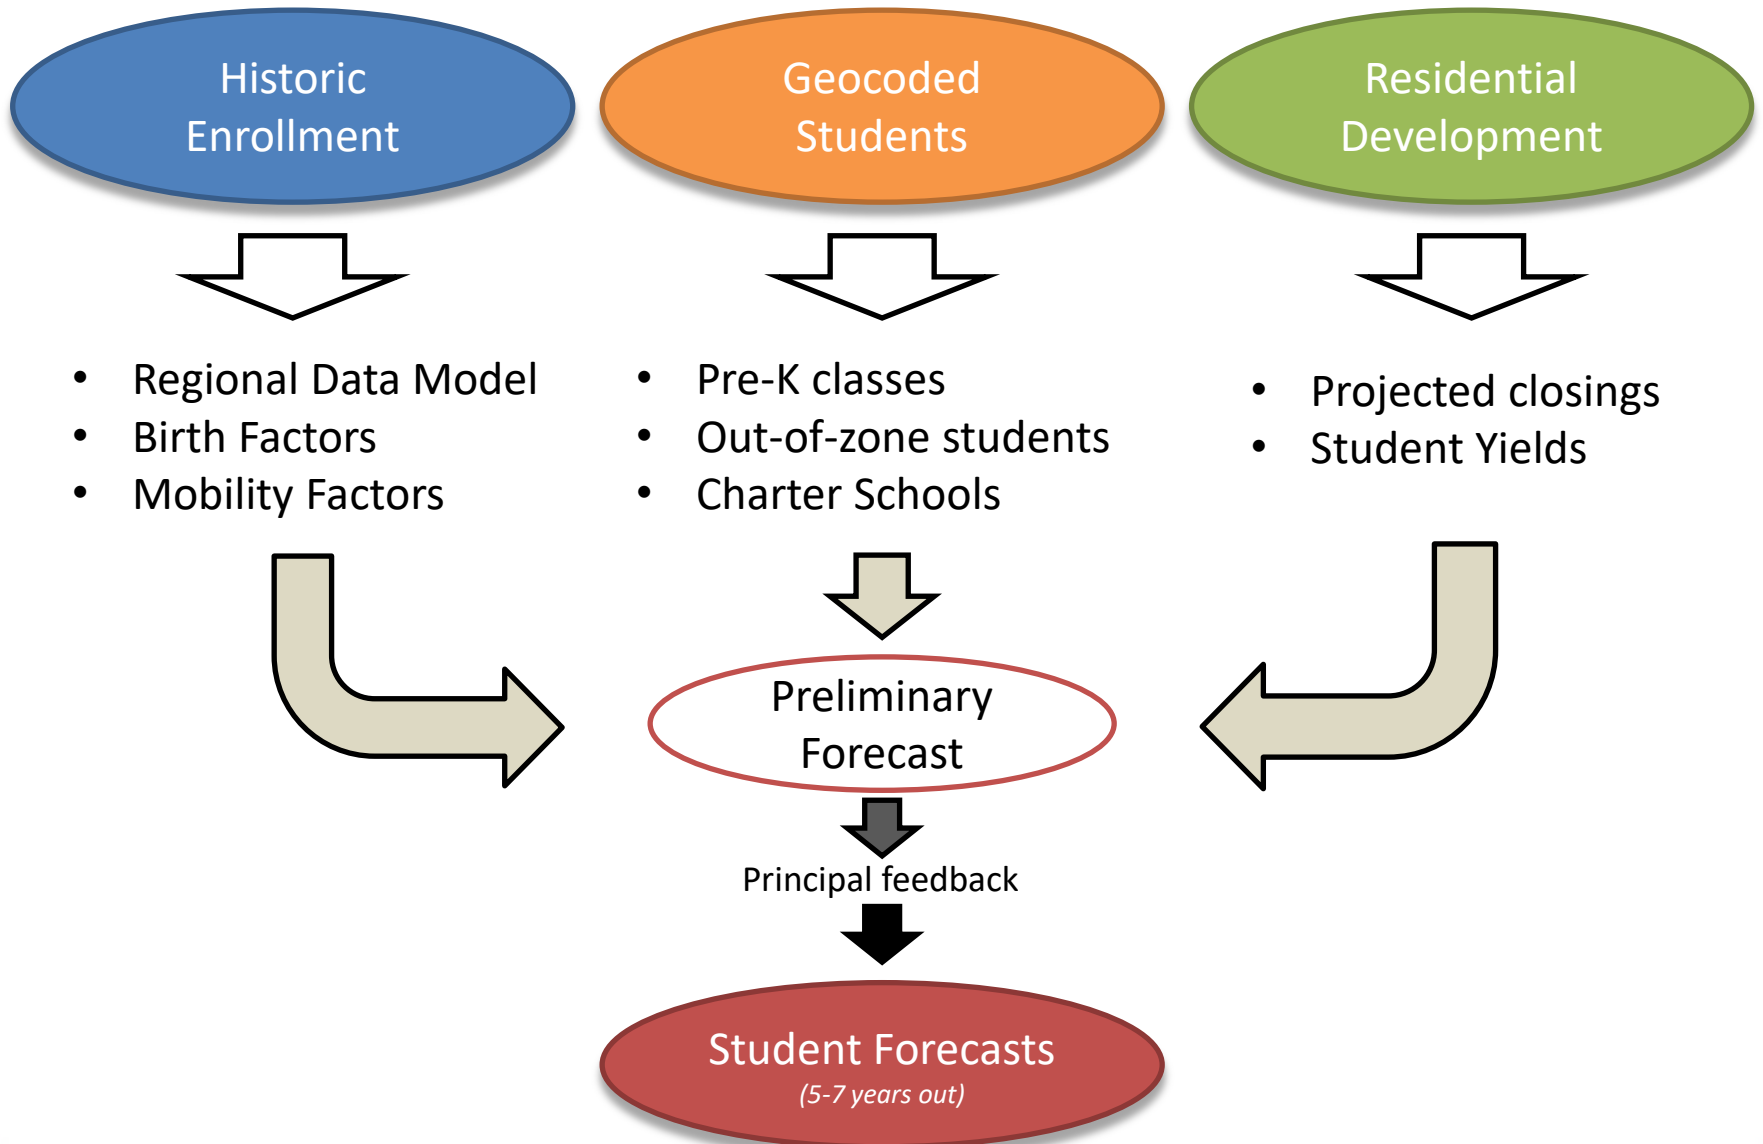 Historic
Enrollment
Geocoded
Students
Residential
Development
• Regional Data Model
• Birth Factors
• Mobility Factors
• Pre-K classes
• Out-of-zone students
• Charter Schools
• Projected closings
• Student Yields
Preliminary
Forecast
Principal feedback
Student Forecasts
(5-7 years out)